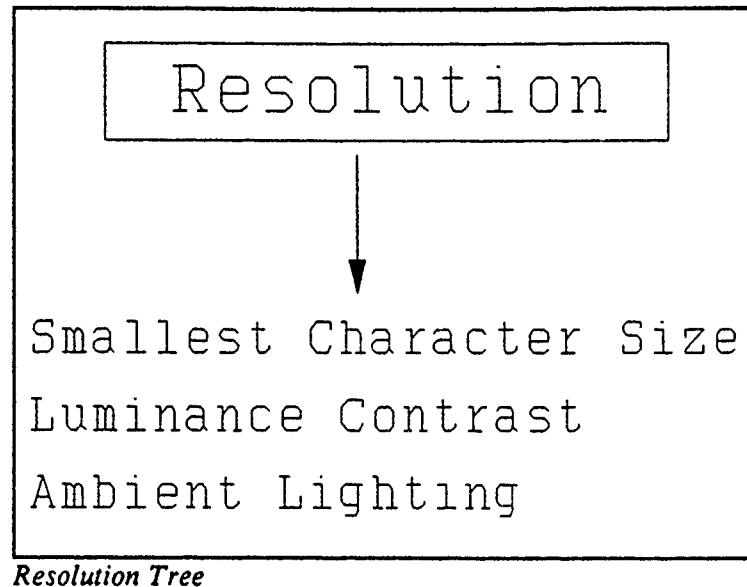 Resolution
Smallest Character Size
Luminance Contrast
Ambient Lighting
Resolution Tree